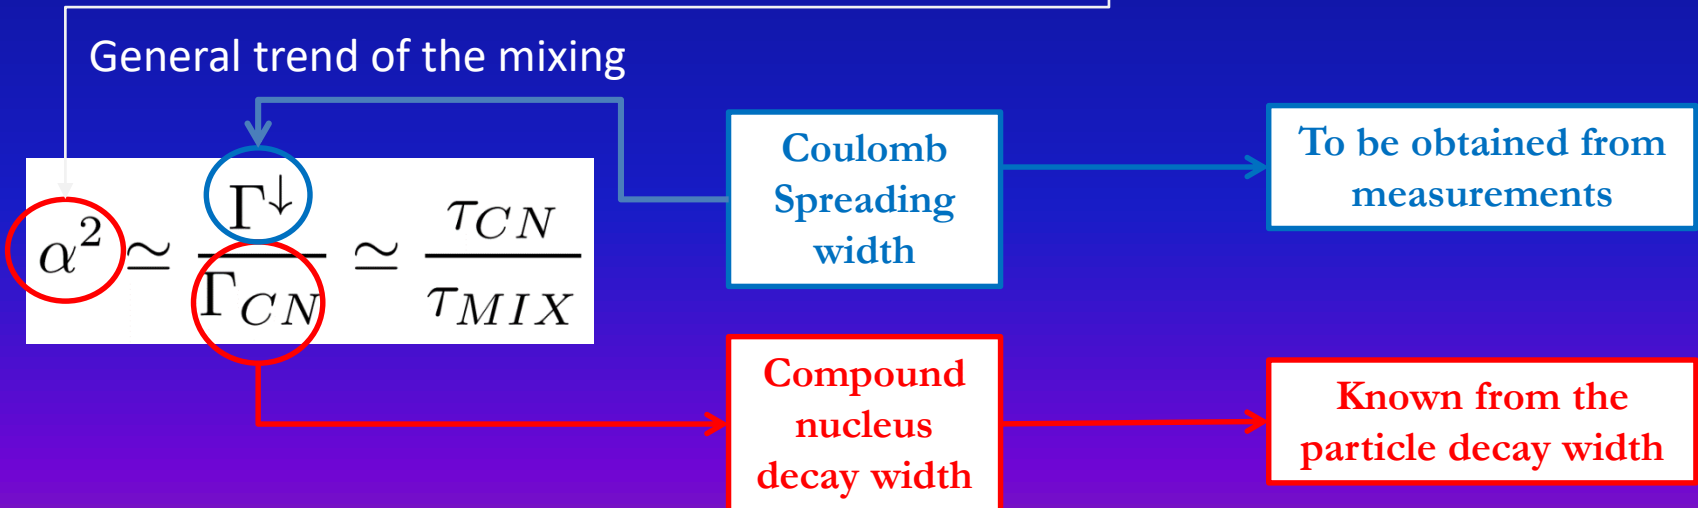 General trend of the mixing
α² ≃ Γ↓ / Γ_CN ≃ τ_CN / τ_MIX
Coulomb
Spreading
width
To be obtained from
measurements
Compound
nucleus
decay width
Known from the
particle decay width